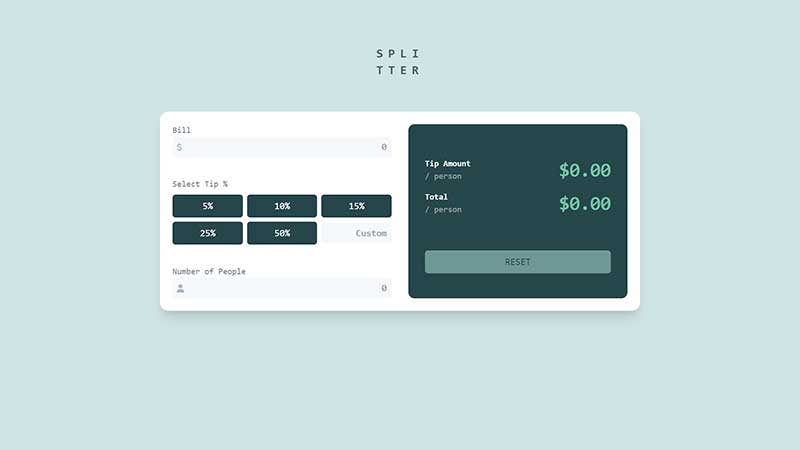 SPLI
TTER
Bill
$ 0
Select Tip %
5% 10% 15%
25% 50% Custom
Number of People
0
Tip Amount
/ person
$0.00
Total
/ person
$0.00
RESET